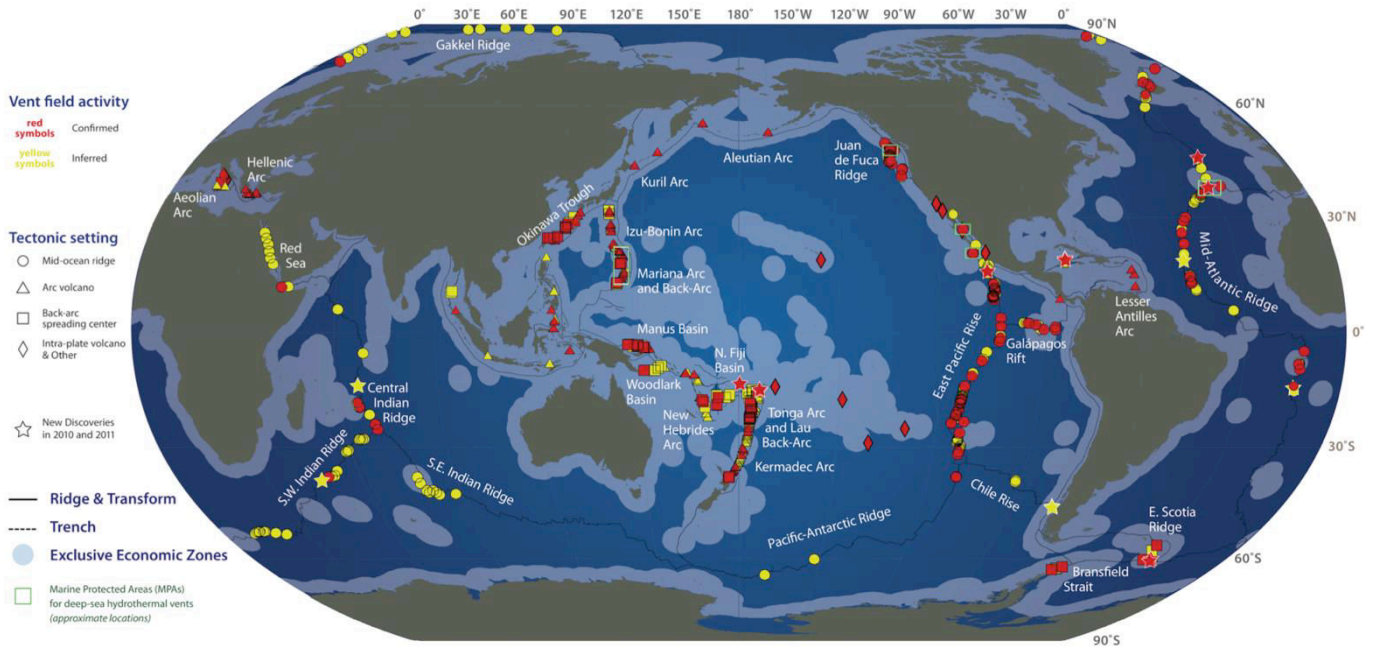 0° 30°E 60°E 90°E 120°E 150°E 180°E 150°W 120°W 90°W 60°W 30°W 0°
90°N
Gakkel Ridge
Vent field activity
red
symbols
Confirmed
yellow
symbols
Inferred
60°N
Aleutian Arc
Juan
de Fuca
Ridge
Hellenic
Arc
Aeolian
Arc
Kuril Arc
Okinawa Trough
30°N
Izu-Bonin Arc
Tectonic setting
Mid-ocean ridge
Arc volcano
Back-arc
spreading center
Intra-plate volcano
& Other
New Discoveries
in 2010 and 2011
Red
Sea
Mariana Arc
and Back-Arc
Mid-Atlantic Ridge
Lesser
Antilles
Arc
Manus Basin
0°
Galápagos
Rift
East Pacific Rise
N. Fiji
Basin
Woodlark
Basin
Central
Indian
Ridge
New
Hebrides
Arc
Tonga Arc
and Lau
Back-Arc
30°S
S.W. Indian Ridge
S.E. Indian Ridge
Kermadec Arc
Chile Rise
Ridge & Transform
Trench
Exclusive Economic Zones
Pacific-Antarctic Ridge
E. Scotia
Ridge
60°S
Bransfield
Strait
Marine Protected Areas (MPAs)
for deep-sea hydrothermal vents
(approximate locations)
90°S